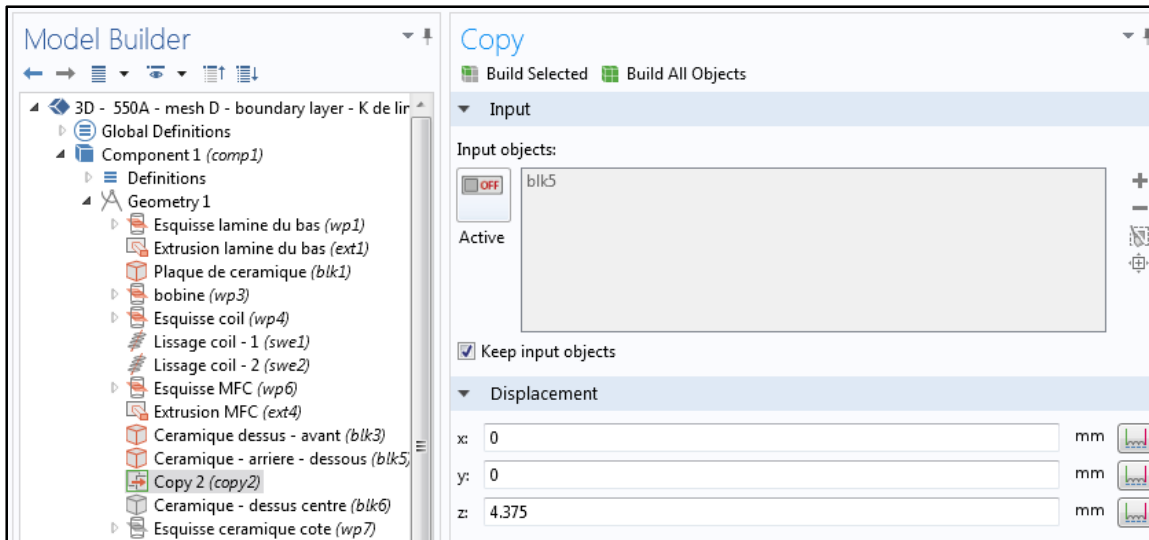 Model Builder
3D - 550A - mesh D - boundary layer - K de lir
Global Definitions
Component 1 (comp1)
Definitions
Geometry 1
Esquisse lamine du bas (wp1)
Extrusion lamine du bas (ext1)
Plaque de ceramique (blk1)
bobine (wp3)
Esquisse coil (wp4)
Lissage coil - 1 (swe1)
Lissage coil - 2 (swe2)
Esquisse MFC (wp6)
Extrusion MFC (ext4)
Ceramique dessus - avant (blk3)
Ceramique - arriere - dessous (blk5)
Copy 2 (copy2)
Ceramique - dessus centre (blk6)
Esquisse ceramique cote (wp7)
Copy
Build Selected Build All Objects
Input
Input objects:
OFF
blk5
Active
Keep input objects
Displacement
x: 0 mm
y: 0 mm
z: 4.375 mm